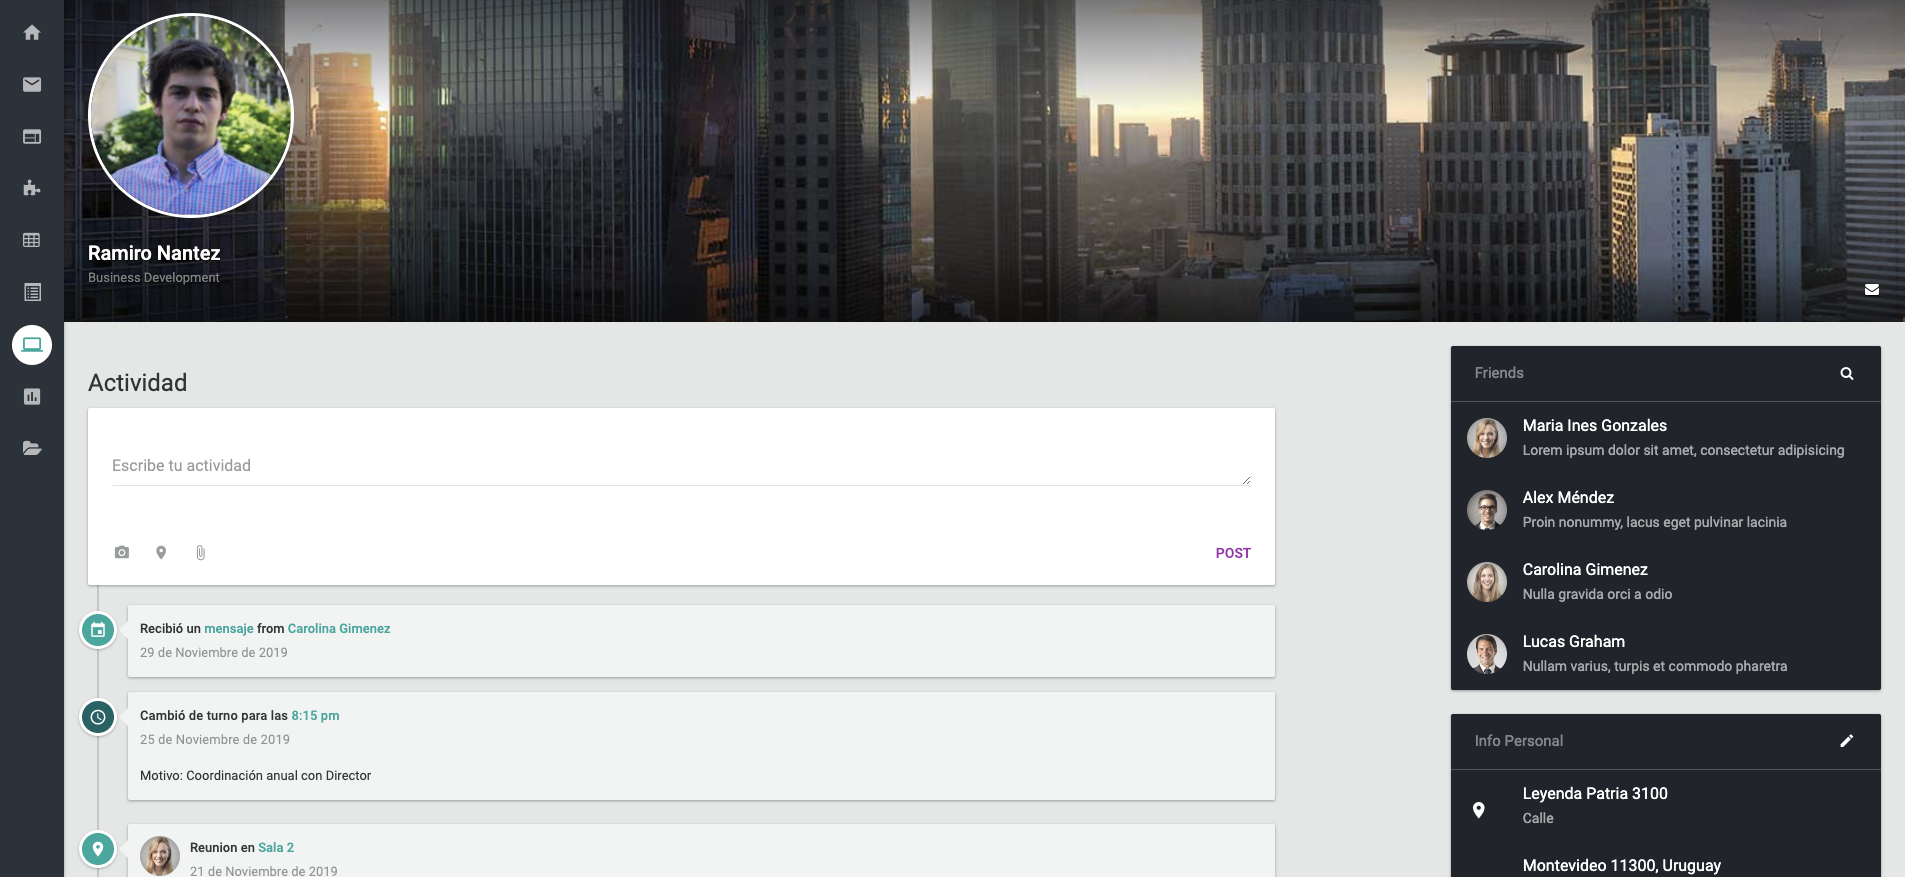 Ramiro Nantez
Business Development
Actividad
Escribe tu actividad
POST
Recibió un mensaje from Carolina Gimenez
29 de Noviembre de 2019
Cambió de turno para las 8:15 pm
25 de Noviembre de 2019
Motivo: Coordinación anual con Director
Reunion en Sala 2
21 de Noviembre de 2019
Friends
Maria Ines Gonzales
Lorem ipsum dolor sit amet, consectetur adipisicing
Alex Méndez
Proin nonummy, lacus eget pulvinar lacinia
Carolina Gimenez
Nulla gravida orci a odio
Lucas Graham
Nullam varius, turpis et commodo pharetra
Info Personal
Leyenda Patria 3100
Calle
Montevideo 11300, Uruguay